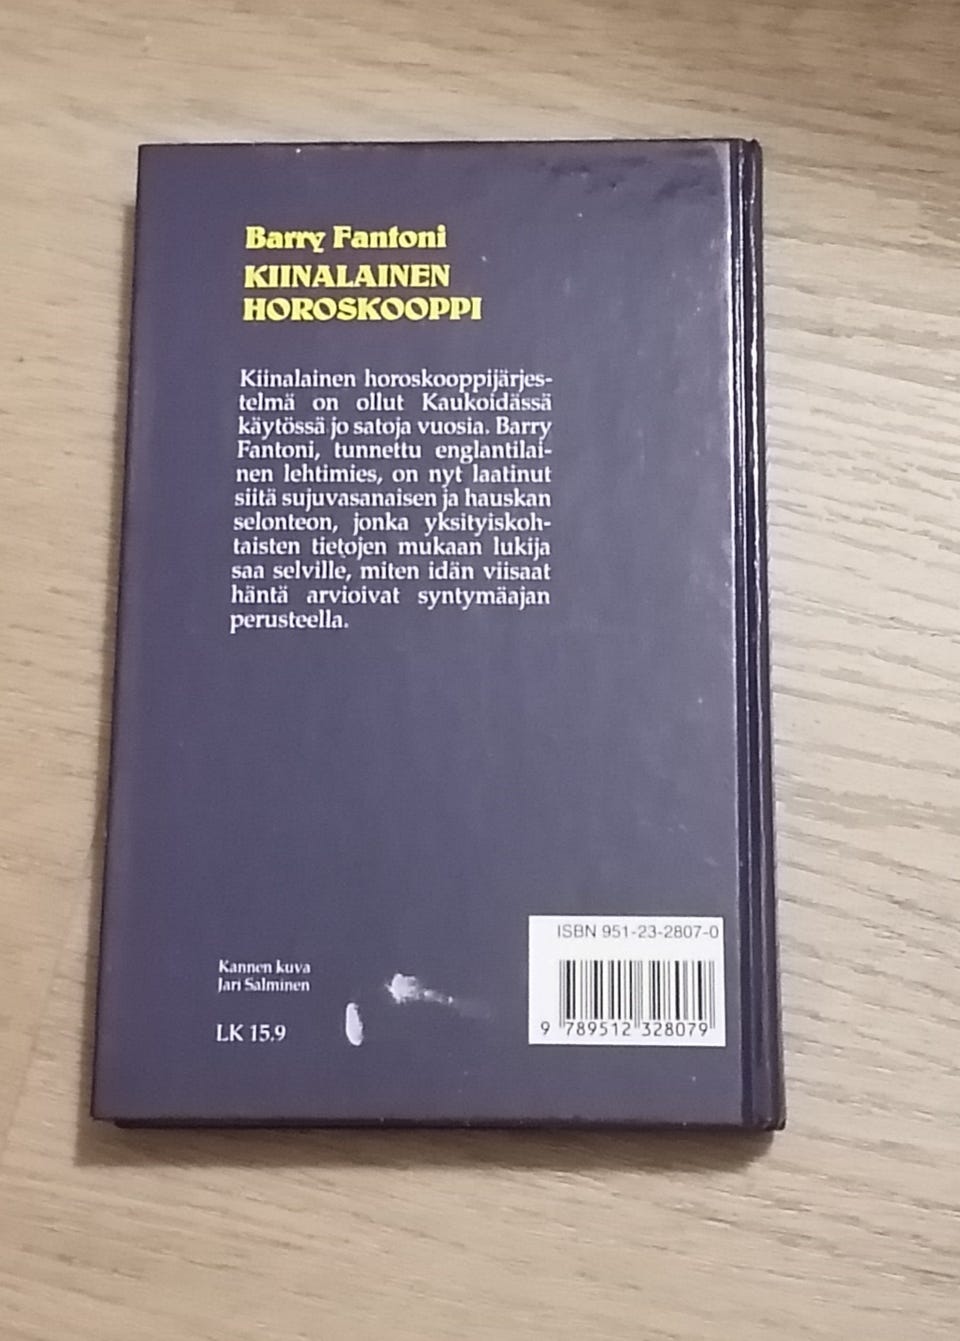 Barry Fantoni
KIINALAINEN
HOROSKOOPPI
Kiinalainen horoskooppijärjes-
telmä on ollut Kaukoidässä
käytössä jo satoja vuosia. Barry
Fantoni, tunnettu englantilai-
nen lehtimies, on nyt laatinut
siitä sujuvasanaisen ja hauskan
selonteon, jonka yksityiskoh-
taisten tietojen mukaan lukija
saa selville, miten idän viisaat
häntä arvioivat syntymäajan
perusteella.
Kannen kuva
Jari Salminen
LK 15.9
ISBN 951-23-2807-0
9 789512 328079